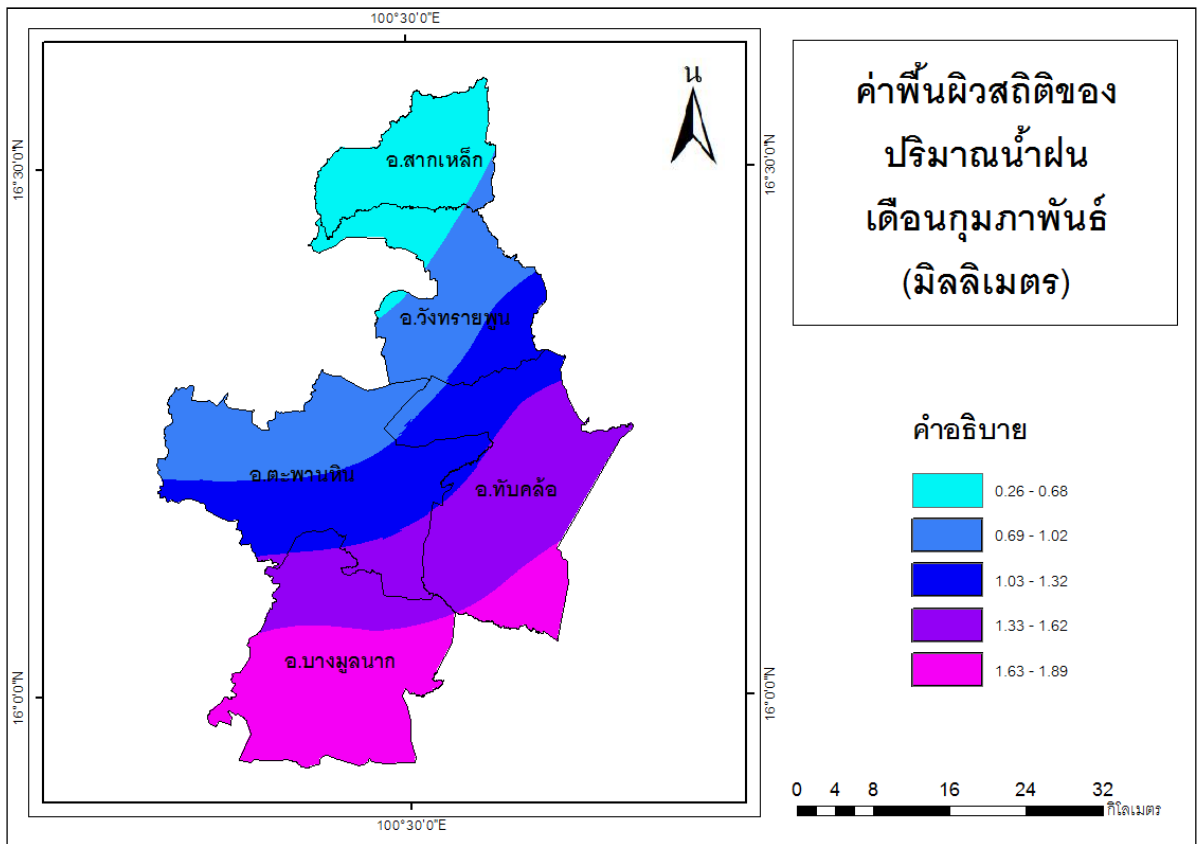 100°30'0"E
น
16°30'0"N
16°30'0"N
อ.สากเหล็ก
อ.วังทรายพูน
อ.ตะพานหิน
อ.ทับคล้อ
อ.บางมูลนาก
16°0'0"N
16°0'0"N
100°30'0"E
ค่าพื้นผิวสถิติของ
ปริมาณน้ำฝน
เดือนกุมภาพันธ์
(มิลลิเมตร)
คำอธิบาย
0.26 - 0.68
0.69 - 1.02
1.03 - 1.32
1.33 - 1.62
1.63 - 1.89
0 4 8 16 24 32
กิโลเมตร